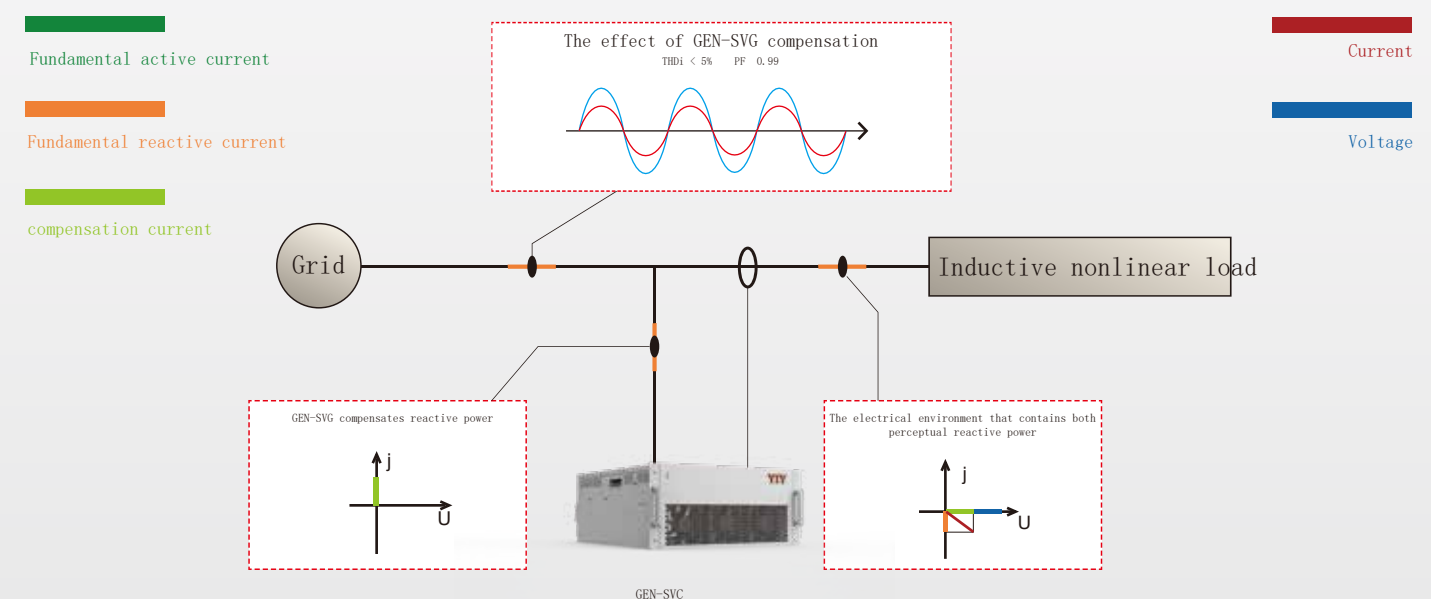 Fundamental active current
Fundamental reactive current
compensation current
The effect of GEN-SVG compensation
THDi < 5% PF 0.99
Current
Voltage
Grid
Inductive nonlinear load
GEN-SVG compensates reactive power
j
U
YIY
The electrical environment that contains both
perceptual reactive power
j
U
GEN-SVC